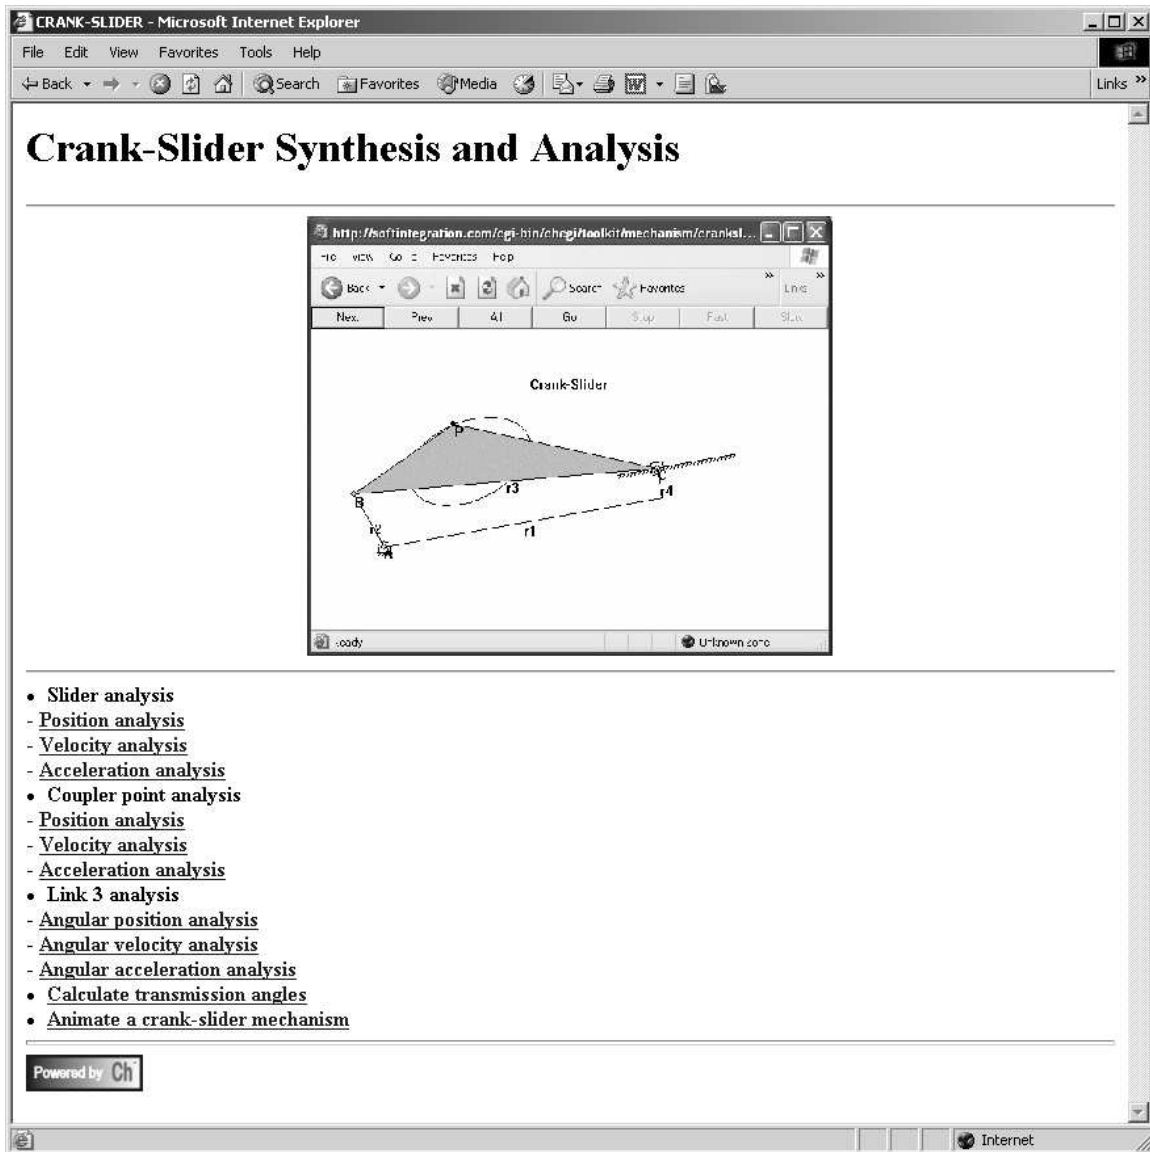 CRANK-SLIDER - Microsoft Internet Explorer
File Edit View Favorites Tools Help
Back Search Favorites Media Links »
Crank-Slider Synthesis and Analysis
http://softintegration.com/cgi-bin/chcgi/toolkit/mechanism/cranksl...
Back Search Favorites » Links »
Next Prev All Go Stop Fast Slow
Crank-Slider
P
B
r3
r4
r2
r1
A
Unknown zone
• Slider analysis
- Position analysis
- Velocity analysis
- Acceleration analysis
• Coupler point analysis
- Position analysis
- Velocity analysis
- Acceleration analysis
• Link 3 analysis
- Angular position analysis
- Angular velocity analysis
- Angular acceleration analysis
• Calculate transmission angles
• Animate a crank-slider mechanism
Powered by Ch
Internet